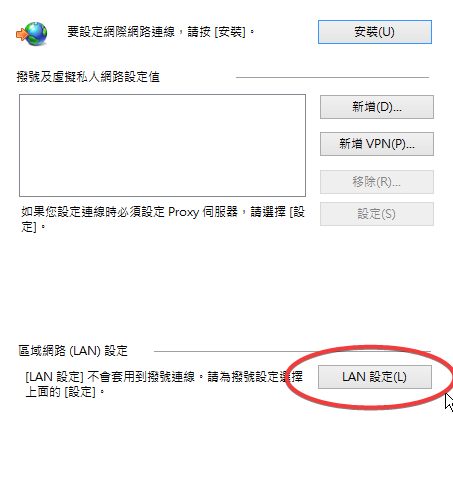 要設定網際網路連線，請按 [安裝]。
安裝(U)
撥號及虛擬私人網路設定值
新增(D)...
新增 VPN(P)...
移除(R)...
設定(S)
如果您設定連線時必須設定 Proxy 伺服器，請選擇 [設
定]。
區域網路 (LAN) 設定
[LAN 設定] 不會套用到撥號連線。請為撥號設定選擇
上面的 [設定]。
LAN 設定(L)